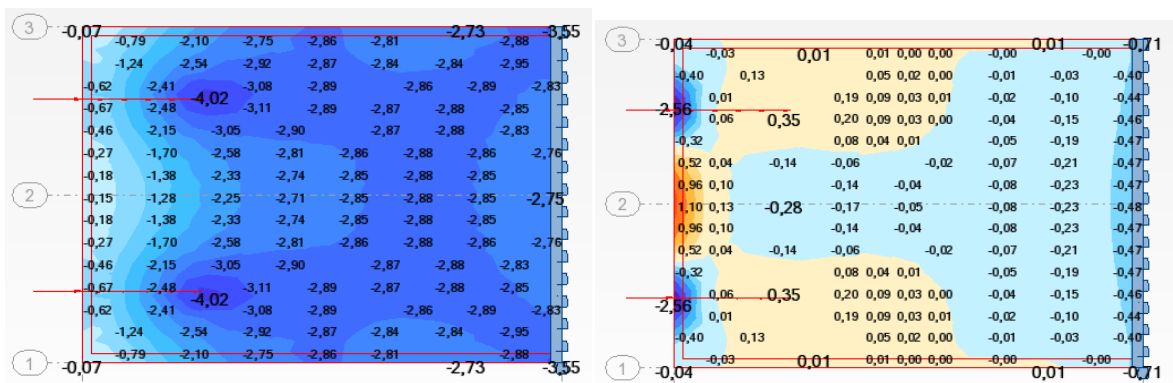 3 -0,07 -2,73 -3,55
-0,79 -2,10 -2,75 -2,86 -2,81 -2,88
-1,24 -2,54 -2,92 -2,87 -2,84 -2,84 -2,95
-0,62 -2,41 -3,08 -2,89 -2,86 -2,89 -2,83
-4,02
-0,67 -2,48 -3,11 -2,89 -2,87 -2,88 -2,85
-0,46 -2,15 -3,05 -2,90 -2,87 -2,88 -2,83
-0,27 -1,70 -2,58 -2,81 -2,86 -2,88 -2,86 -2,76
-0,18 -1,38 -2,33 -2,74 -2,85 -2,88 -2,85
2 -0,15 -1,28 -2,25 -2,71 -2,85 -2,88 -2,85 -2,75
-0,18 -1,38 -2,33 -2,74 -2,85 -2,88 -2,85
-0,27 -1,70 -2,58 -2,81 -2,86 -2,88 -2,86 -2,76
-0,46 -2,15 -3,05 -2,90 -2,87 -2,88 -2,83
-0,67 -2,48 -3,11 -2,89 -2,87 -2,88 -2,85
-4,02
-0,62 -2,41 -3,08 -2,89 -2,86 -2,89 -2,83
-1,24 -2,54 -2,92 -2,87 -2,84 -2,84 -2,95
-0,79 -2,10 -2,75 -2,86 -2,81 -2,88
1 -0,07 -2,73 -3,55
3 -0,04 0,01 -0,71
-0,03 0,01 0,01 0,00 -0,00 -0,00 -0,00
-0,40 0,13 0,05 0,02 0,00 -0,01 -0,03 -0,40
0,01 0,19 0,09 0,03 0,01 -0,02 -0,10 -0,44
-2,56
0,06 0,35 0,20 0,09 0,03 0,00 -0,04 -0,15 -0,46
-0,32 0,08 0,04 0,01 -0,05 -0,19 -0,47
0,52 0,04 -0,14 -0,06 -0,02 -0,07 -0,21 -0,47
0,96 0,10 -0,14 -0,04 -0,08 -0,23 -0,47
2 1,10 0,13 -0,28 -0,17 -0,05 -0,08 -0,23 -0,48
0,96 0,10 -0,14 -0,04 -0,08 -0,23 -0,47
0,52 0,04 -0,14 -0,06 -0,02 -0,07 -0,21 -0,47
-0,32 0,08 0,04 0,01 -0,05 -0,19 -0,47
0,06 0,35 0,20 0,09 0,03 0,00 -0,04 -0,15 -0,46
-2,56
0,01 0,19 0,09 0,03 0,01 -0,02 -0,10 -0,44
-0,40 0,13 0,05 0,02 0,00 -0,01 -0,03 -0,40
-0,03 0,01 0,01 0,00 -0,00 -0,00 -0,00
1 -0,04 0,01 -0,71